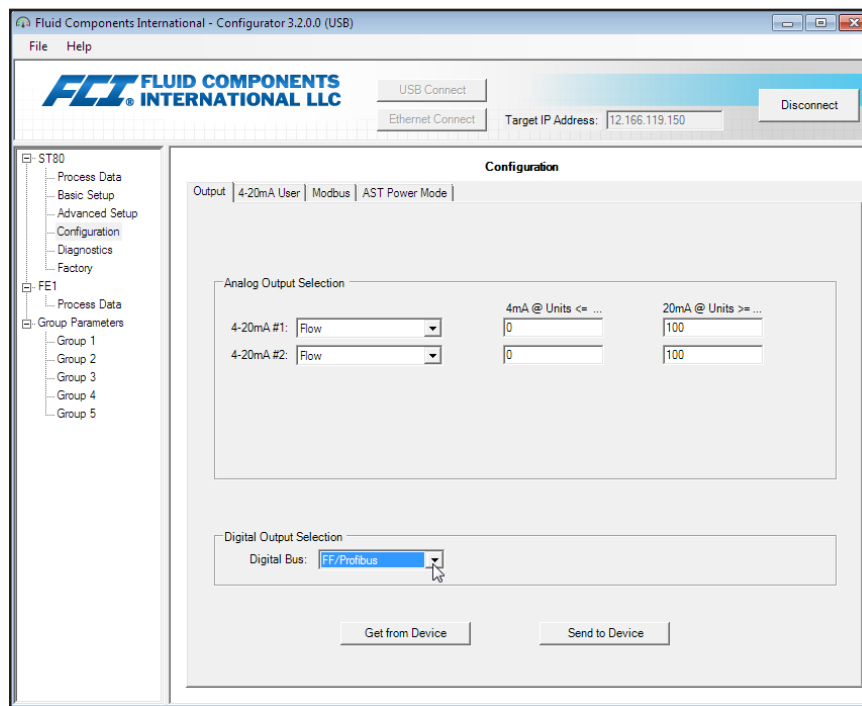 Fluid Components International - Configurator 3.2.0.0 (USB)
File Help
FCI FLUID COMPONENTS
® INTERNATIONAL LLC
USB Connect
Ethernet Connect
Target IP Address: 12.166.119.150
Disconnect
ST80
Process Data
Basic Setup
Advanced Setup
Configuration
Diagnostics
Factory
FE1
Process Data
Group Parameters
Group 1
Group 2
Group 3
Group 4
Group 5
Configuration
Output 4-20mA User Modbus AST Power Mode
Analog Output Selection
4mA @ Units <= ... 20mA @ Units >= ...
4-20mA #1: Flow 0 100
4-20mA #2: Flow 0 100
Digital Output Selection
Digital Bus: FF/Profibus
Get from Device Send to Device